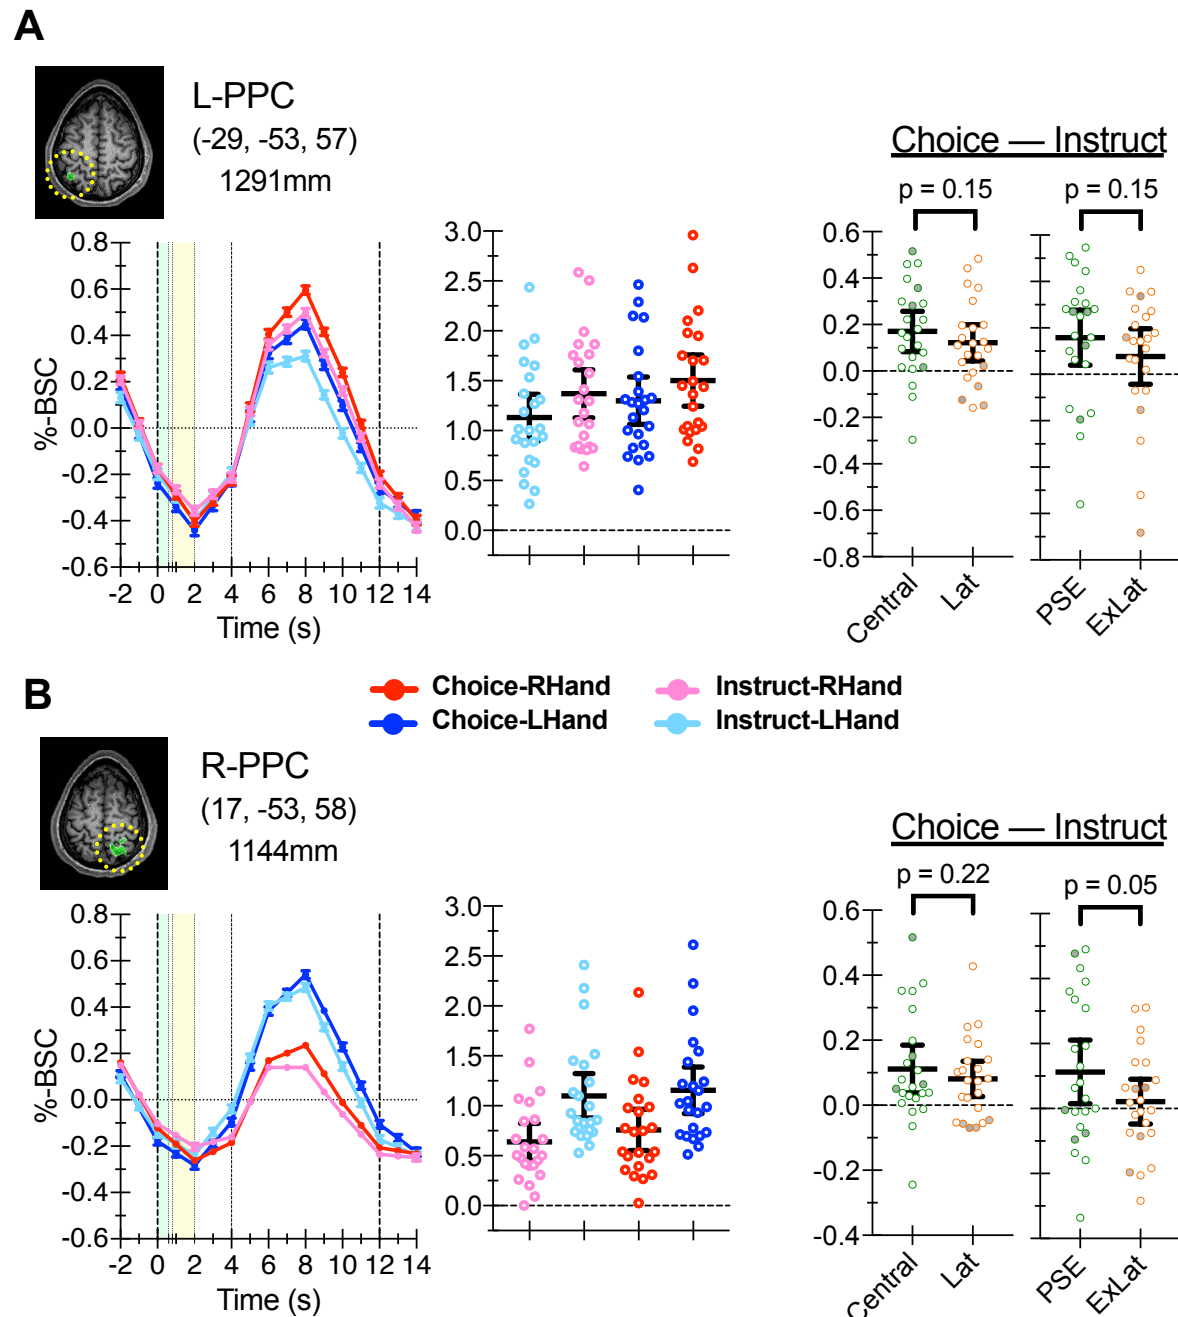 A
L-PPC
(-29, -53, 57)
1291mm
Choice — Instruct
p = 0.15
p = 0.15
%-BSC
0.8
0.6
0.4
0.2
0.0
-0.2
-0.4
-0.6
-2 0 2 4 6 8 10 12 14
Time (s)
3.0
2.5
2.0
1.5
1.0
0.5
0.0
0.6
0.4
0.2
0.0
-0.2
-0.4
-0.6
-0.8
Central
Lat
PSE
ExLat
B
Choice-RHand
Instruct-RHand
Choice-LHand
Instruct-LHand
R-PPC
(17, -53, 58)
1144mm
Choice — Instruct
p = 0.22
p = 0.05
%-BSC
0.8
0.6
0.4
0.2
0.0
-0.2
-0.4
-0.6
-2 0 2 4 6 8 10 12 14
Time (s)
3.0
2.5
2.0
1.5
1.0
0.5
0.0
0.6
0.4
0.2
0.0
-0.2
-0.4
Central
Lat
PSE
ExLat